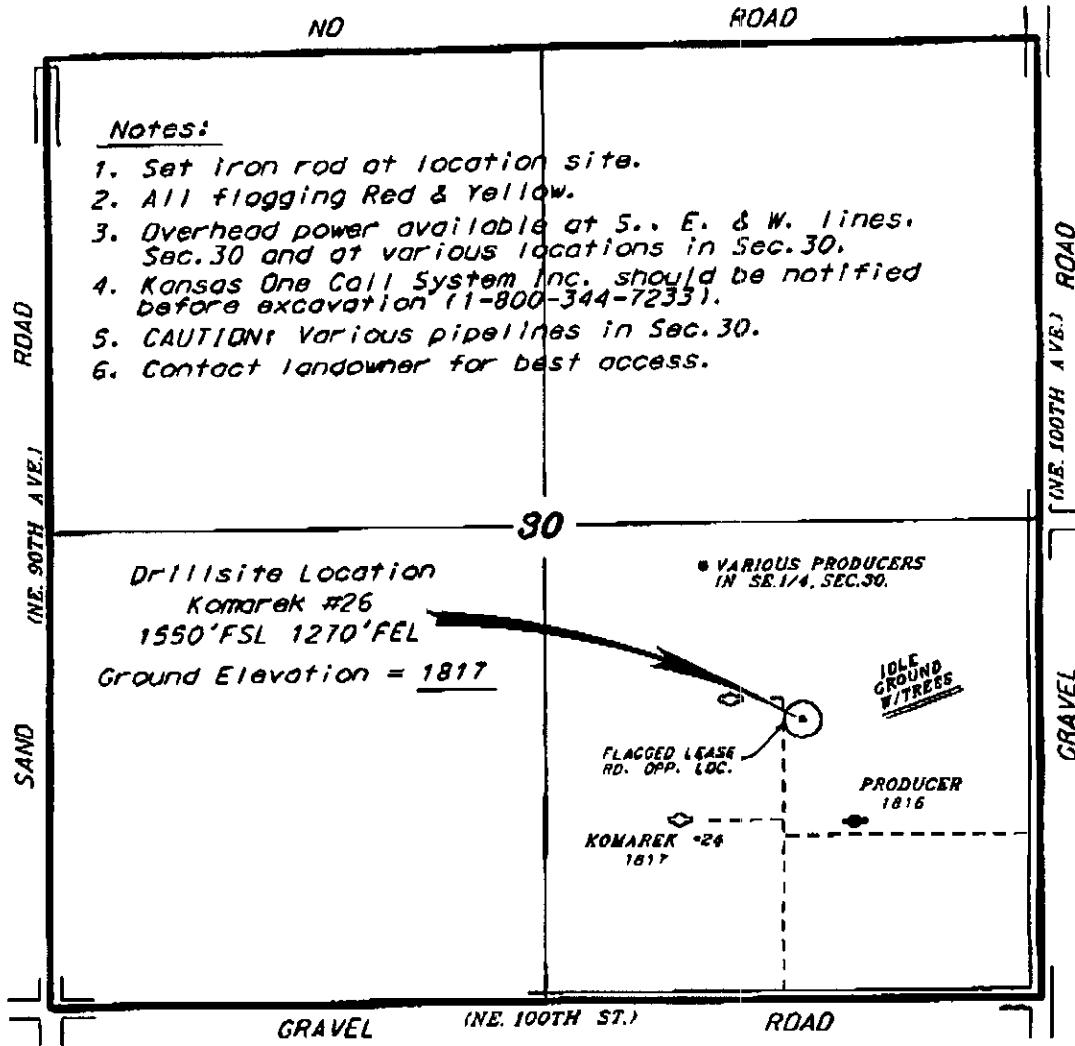 NO ROAD
Notes:
1. Set iron rod at location site.
2. All flagging Red & Yellow.
3. Overhead power available at S.. E. & W. lines.
Sec.30 and at various locations in Sec.30.
4. Kansas One Call System Inc. should be notified
before excavation (1-800-344-7233).
5. CAUTION: Various pipelines in Sec.30.
6. Contact landowner for best access.
SAND (NE. 90TH AVE.) ROAD
GRAVEL (NE. 100TH AVE.) ROAD
30
Drillsite Location
Komarek #26
1550'FSL 1270'FEL
Ground Elevation = 1817
VARIOUS PRODUCERS
IN SE.1/4, SEC.30.
IDLE
GROUND
W/TREES
FLAGGED LEASE
RD. OPP. LOC.
PRODUCER
1816
KOMAREK #24
1817
GRAVEL (NE. 100TH ST.) ROAD